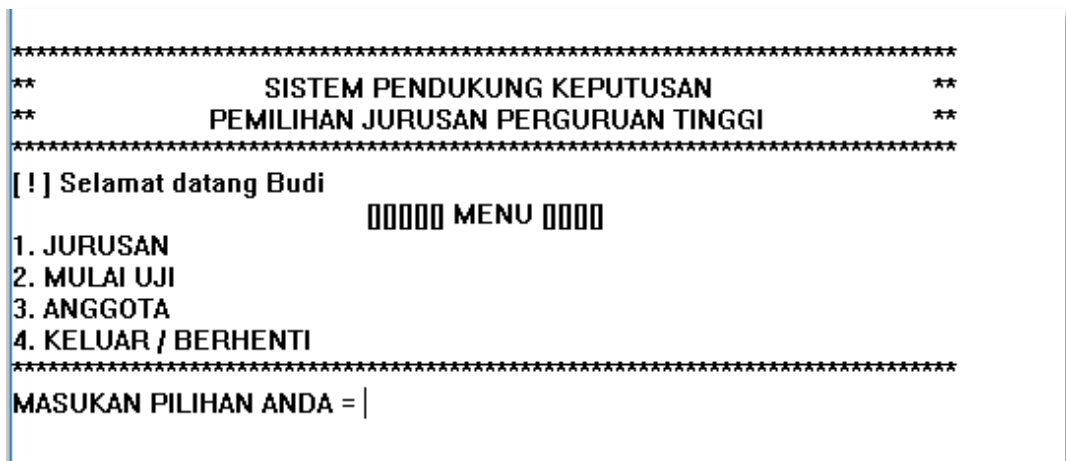 ********************************************************************************
** SISTEM PENDUKUNG KEPUTUSAN **
** PEMILIHAN JURUSAN PERGURUAN TINGGI **
********************************************************************************
[ ! ] Selamat datang Budi
[][][][][] MENU [][][][]
1. JURUSAN
2. MULAI UJI
3. ANGGOTA
4. KELUAR / BERHENTI
********************************************************************************
MASUKAN PILIHAN ANDA =